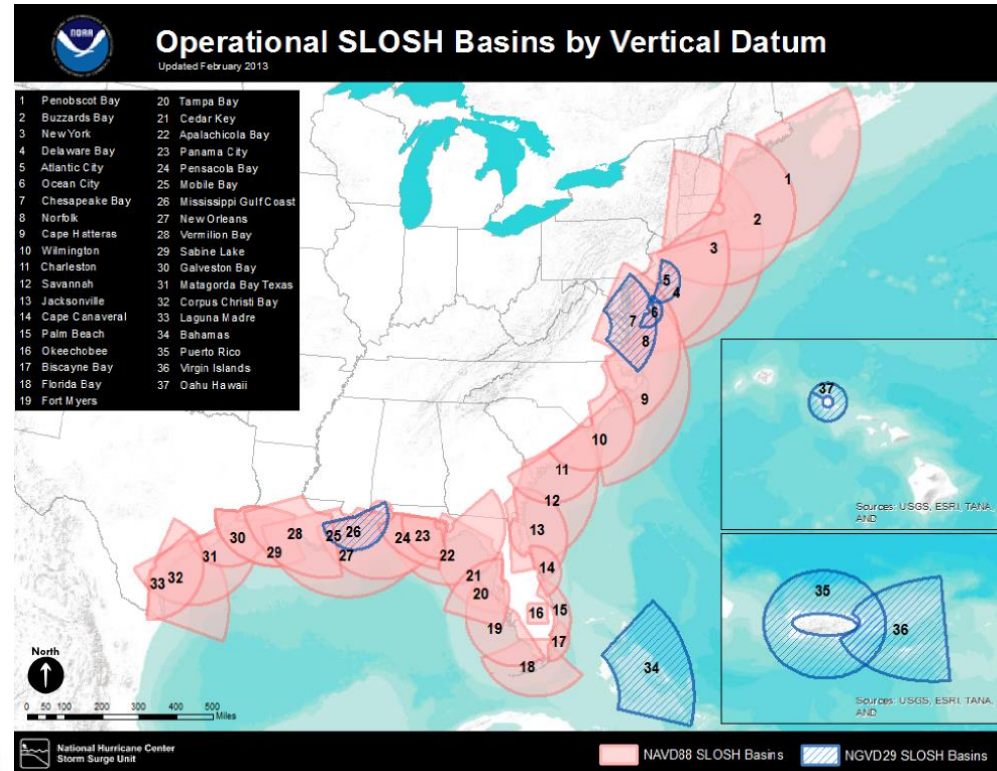 NOAA
Operational SLOSH Basins by Vertical Datum
Updated February 2013
1 Penobscot Bay
2 Buzzards Bay
3 New York
4 Delaware Bay
5 Atlantic City
6 Ocean City
7 Chesapeake Bay
8 Norfolk
9 Cape Hatteras
10 Wilmington
11 Charleston
12 Savannah
13 Jacksonville
14 Cape Canaveral
15 Palm Beach
16 Okeechobee
17 Biscayne Bay
18 Florida Bay
19 Fort Myers
20 Tampa Bay
21 Cedar Key
22 Apalachicola Bay
23 Panama City
24 Pensacola Bay
25 Mobile Bay
26 Mississippi Gulf Coast
27 New Orleans
28 Vermilion Bay
29 Sabine Lake
30 Galveston Bay
31 Matagorda Bay Texas
32 Corpus Christi Bay
33 Laguna Madre
34 Bahamas
35 Puerto Rico
36 Virgin Islands
37 Oahu Hawaii
1
2
3
5
4
6
7
8
9
10
11
12
13
14
15
16
17
18
19
20
21
22
23
24
25
26
27
28
29
30
31
32
33
34
37
Sources: USGS, ESRI, TANA,
AND
35
36
Sources: USGS, ESRI, TANA,
AND
North
0 50 100 200 300 400 500
Miles
National Hurricane Center
Storm Surge Unit
NAVD88 SLOSH Basins
NGVD29 SLOSH Basins